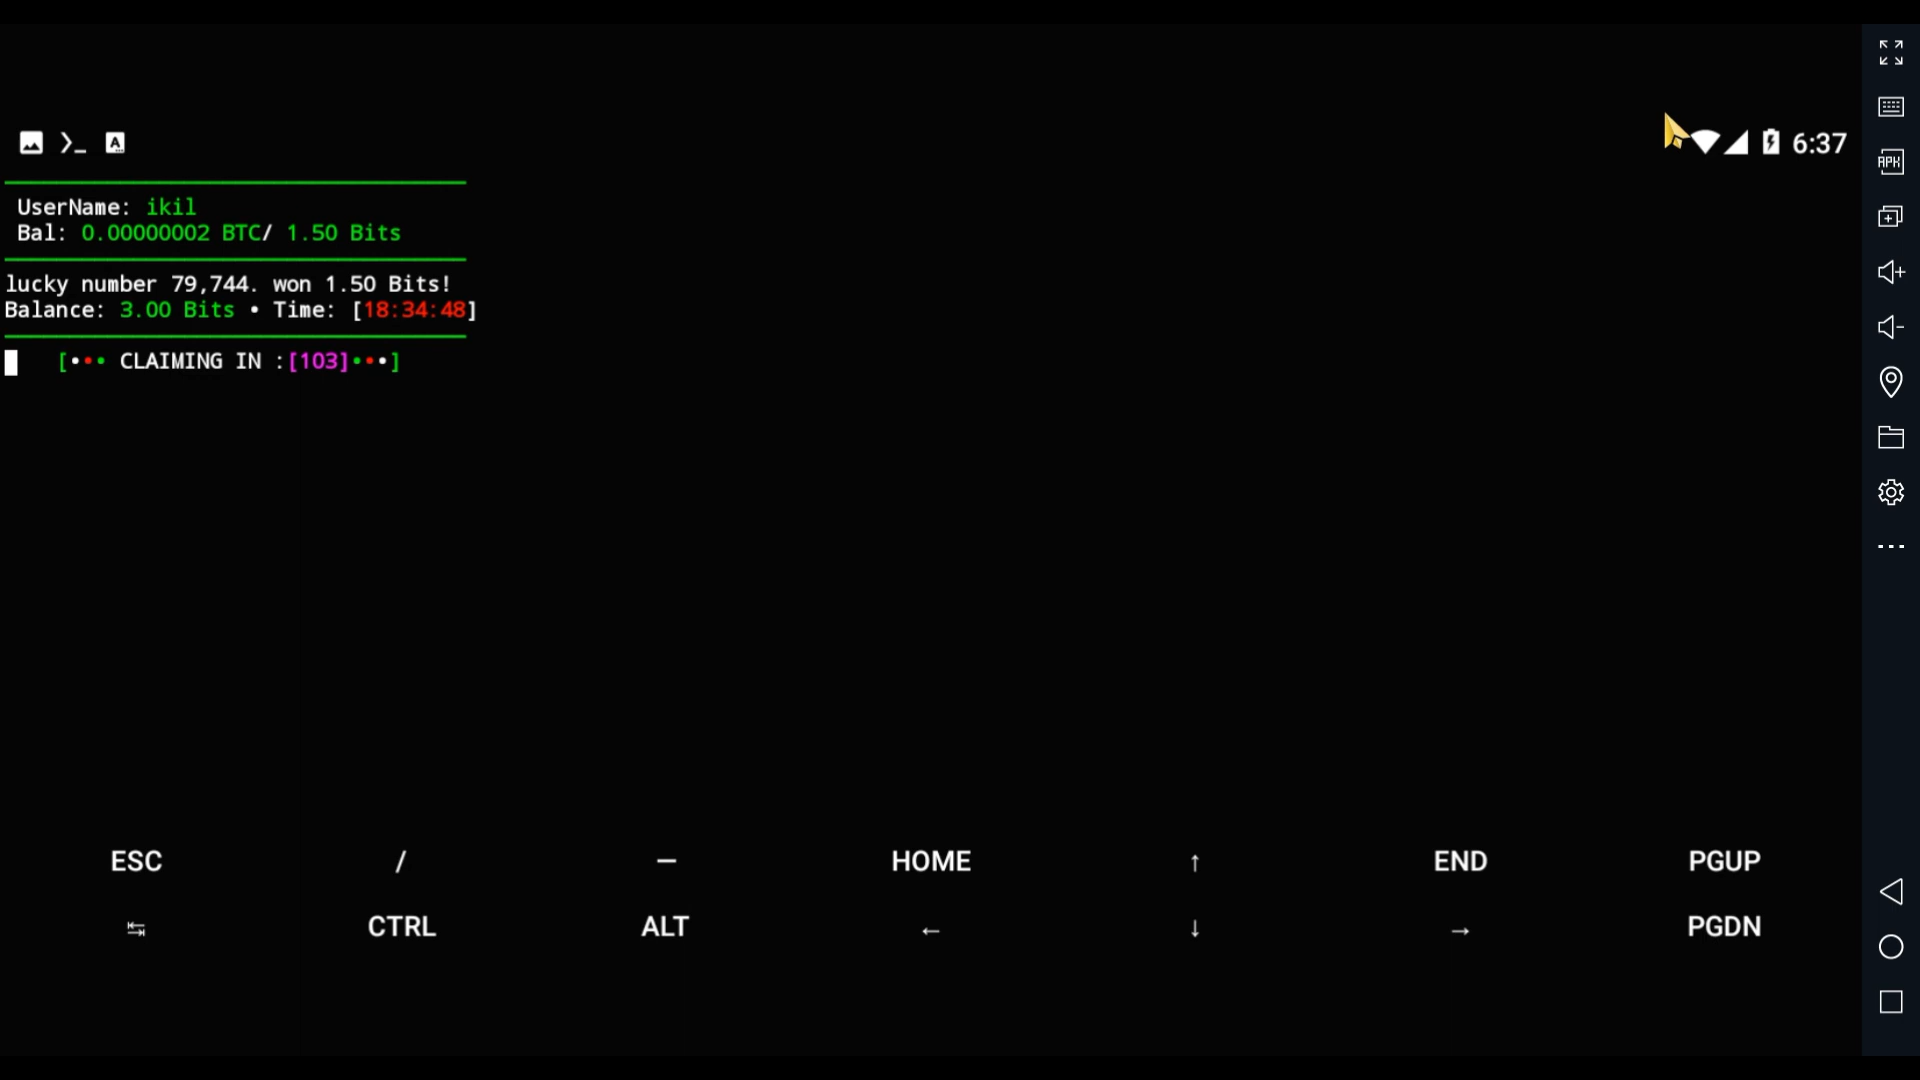 6:37
UserName: ikil
Bal: 0.00000002 BTC/ 1.50 Bits
lucky number 79,744. won 1.50 Bits!
Balance: 3.00 Bits • Time: [18:34:48]
[••• CLAIMING IN :[103]•••]
ESC / — HOME ↑ END PGUP
↹ CTRL ALT ← ↓ → PGDN
APK